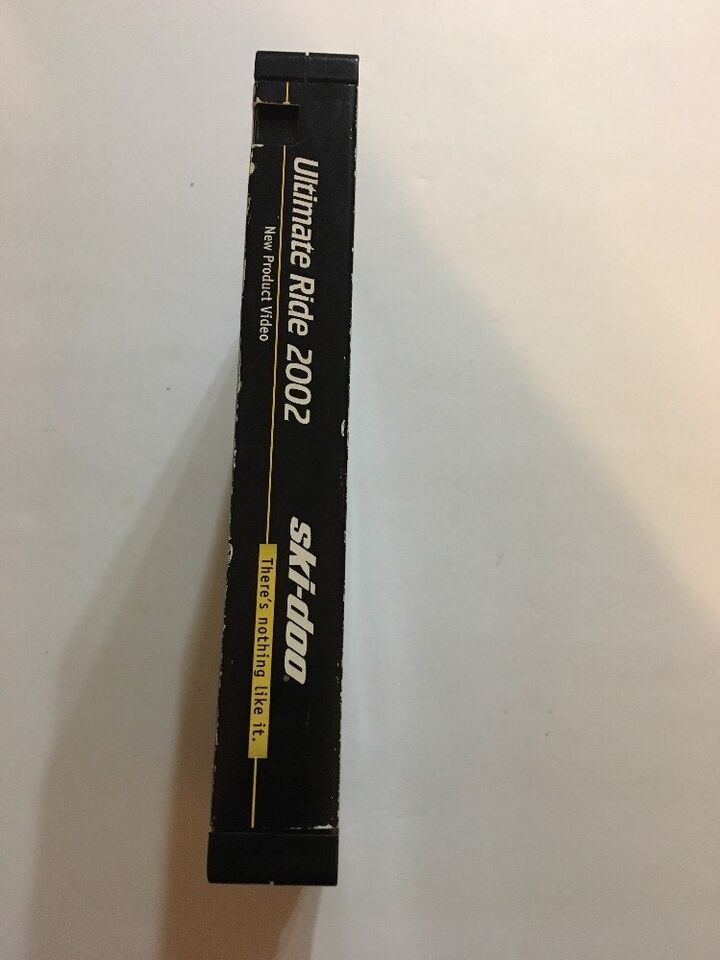 Ultimate Ride 2002
New Product Video
ski-doo®
There's nothing like it.